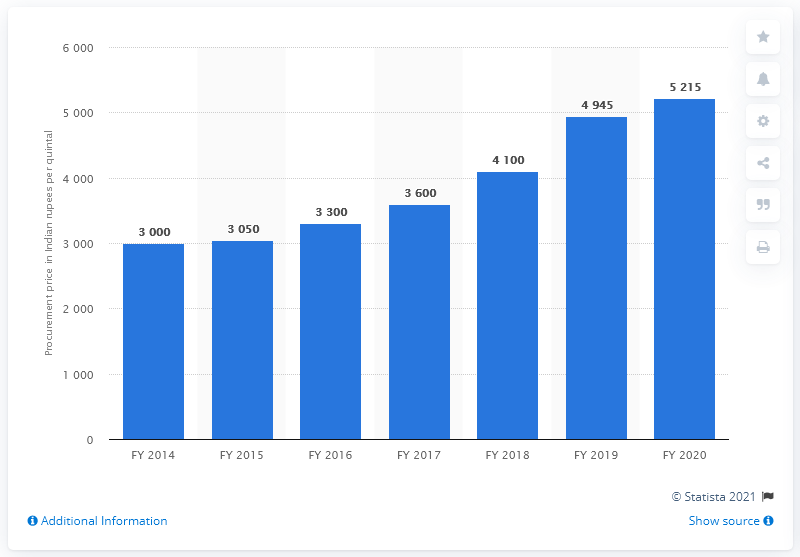 6 000
5 000
4 000
3 000
2 000
1 000
0
Procurement price in Indian rupees per quintal
3 000
3 050
3 300
3 600
4 100
4 945
5 215
FY 2014
FY 2015
FY 2016
FY 2017
FY 2018
FY 2019
FY 2020
© Statista 2021
Additional Information
Show source